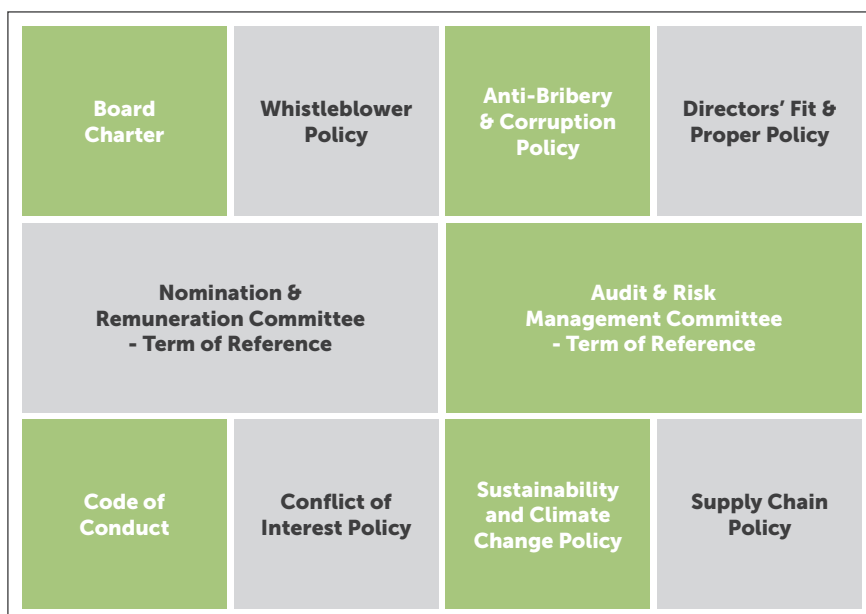 Board
Charter
Whistleblower
Policy
Anti-Bribery
& Corruption
Policy
Directors’ Fit &
Proper Policy
Nomination &
Remuneration Committee
- Term of Reference
Audit & Risk
Management Committee
- Term of Reference
Code of
Conduct
Conflict of
Interest Policy
Sustainability
and Climate
Change Policy
Supply Chain
Policy